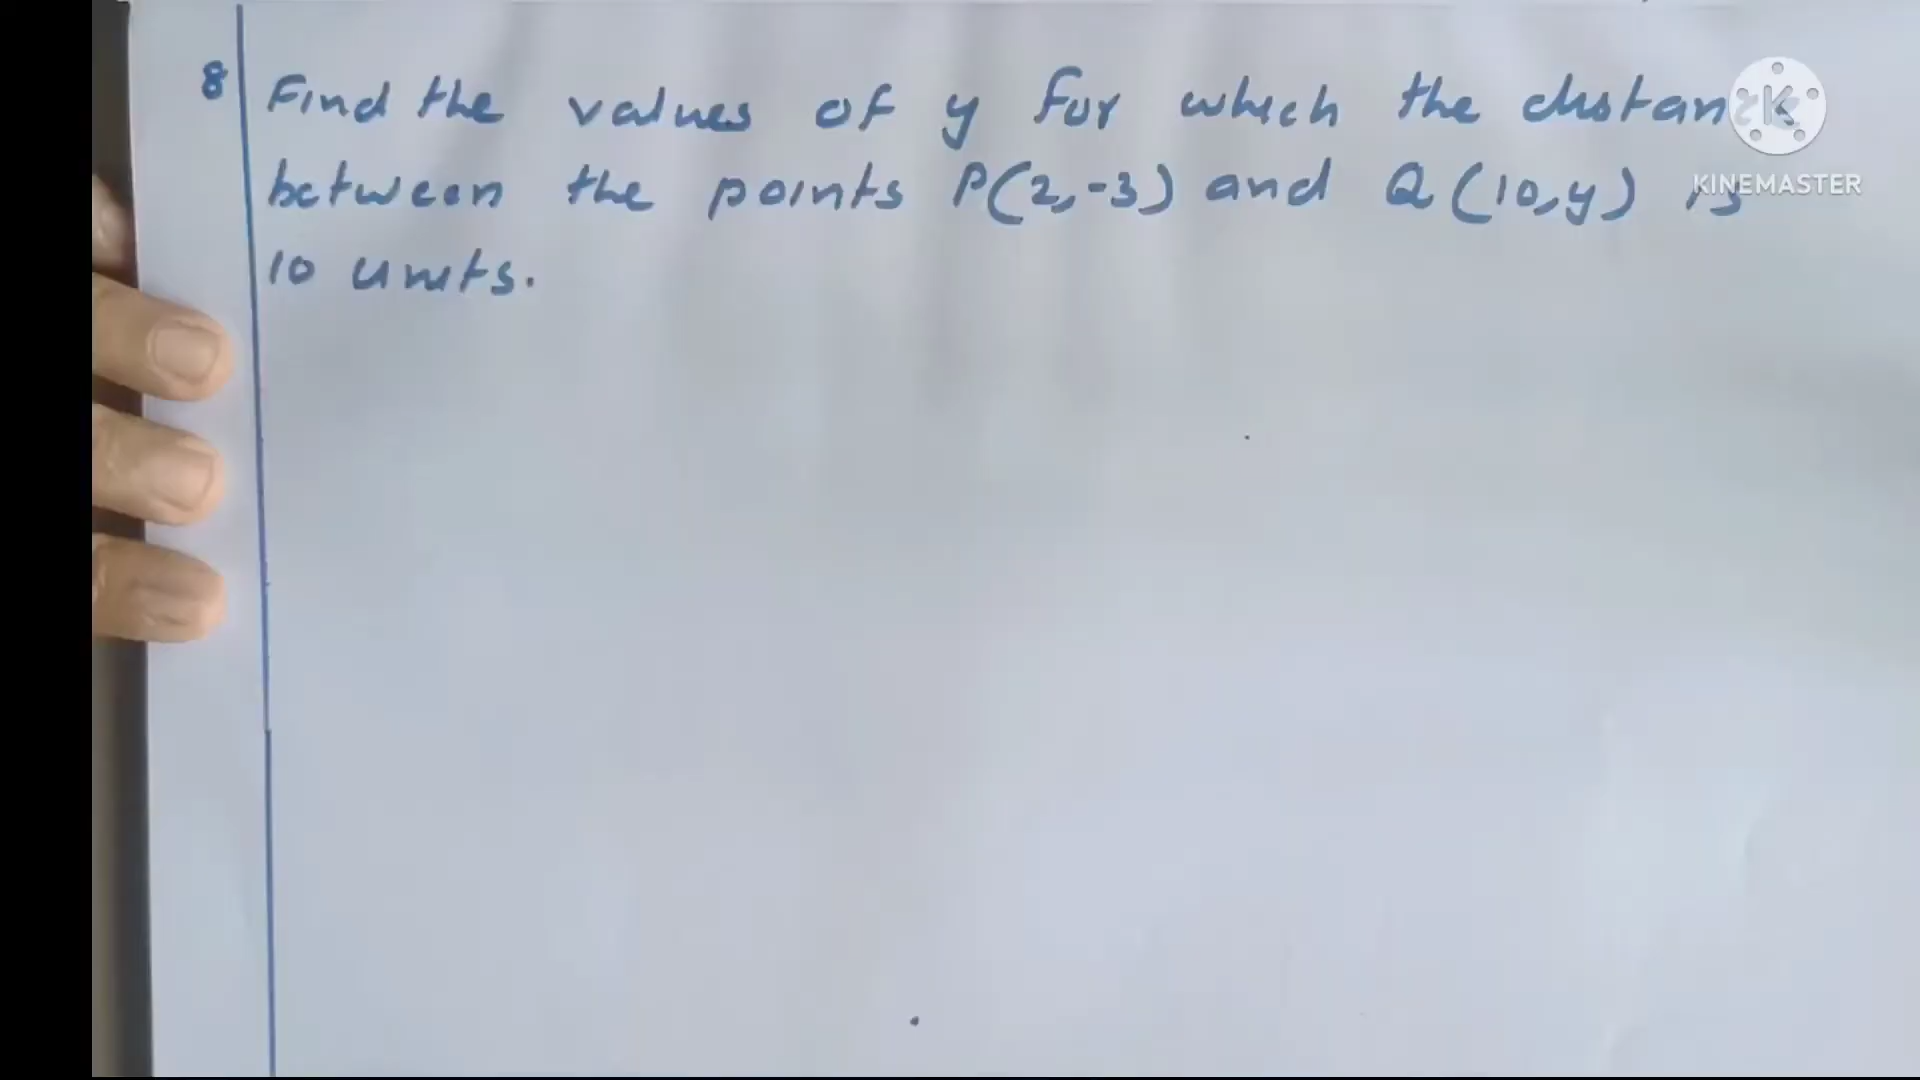 8 Find the values of y for which the distance
between the points P(2,-3) and Q(10,y) is
10 units.
KINEMASTER